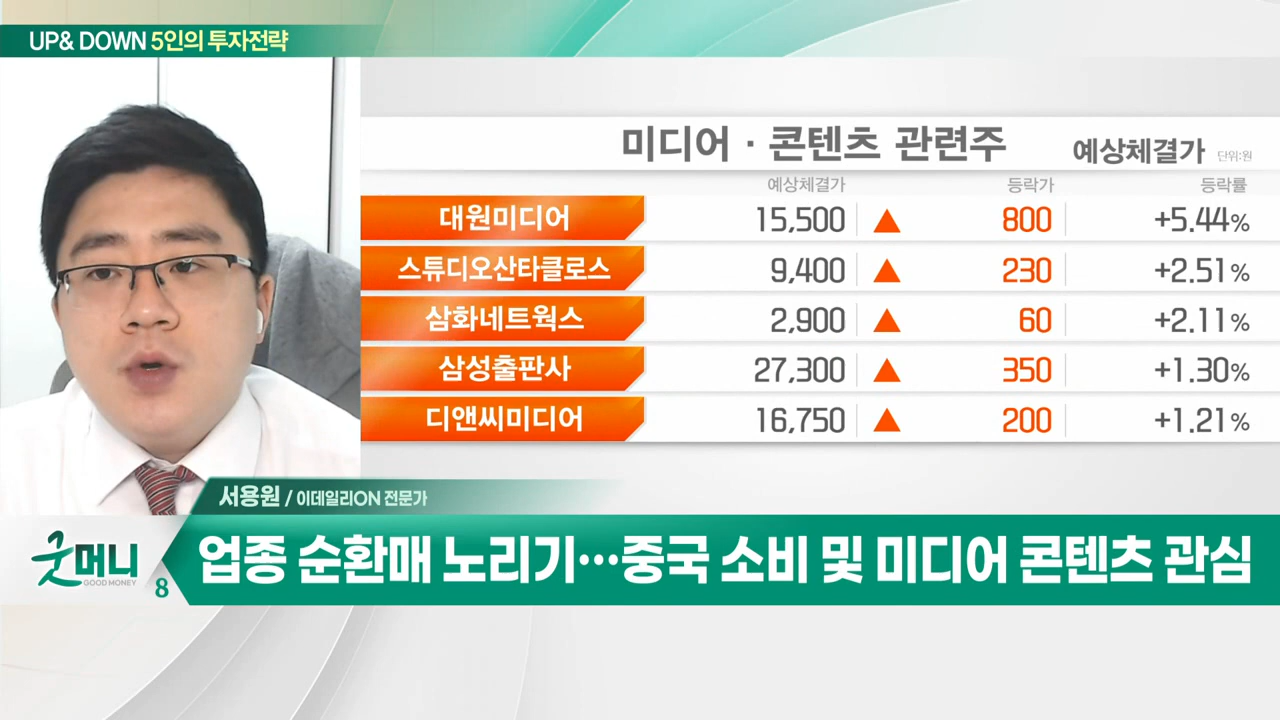 UP& DOWN 5인의 투자전략
미디어 · 콘텐츠 관련주 예상체결가 단위:원
예상체결가 등락가 등락률
대원미디어 15,500 ▲ 800 +5.44%
스튜디오산타클로스 9,400 ▲ 230 +2.51%
삼화네트웍스 2,900 ▲ 60 +2.11%
삼성출판사 27,300 ▲ 350 +1.30%
디앤씨미디어 16,750 ▲ 200 +1.21%
서용원 / 이데일리ON 전문가
굿머니 GOOD MONEY 8
업종 순환매 노리기…중국 소비 및 미디어 콘텐츠 관심